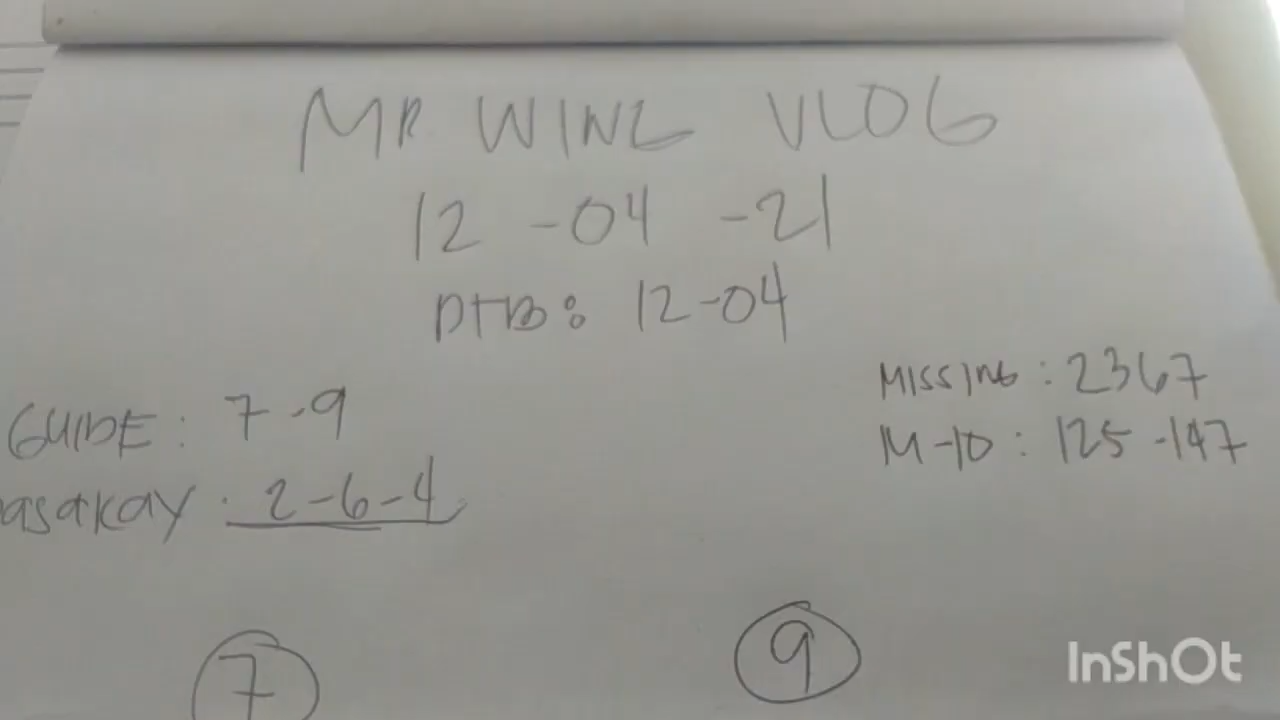 MR WINZ VLOG
12 -04 -21
DTB: 12-04
MISSING : 2367
M-10 : 125 -147
GUIDE : 7 -9
asakay : 2-6-4
7
9
InShOt